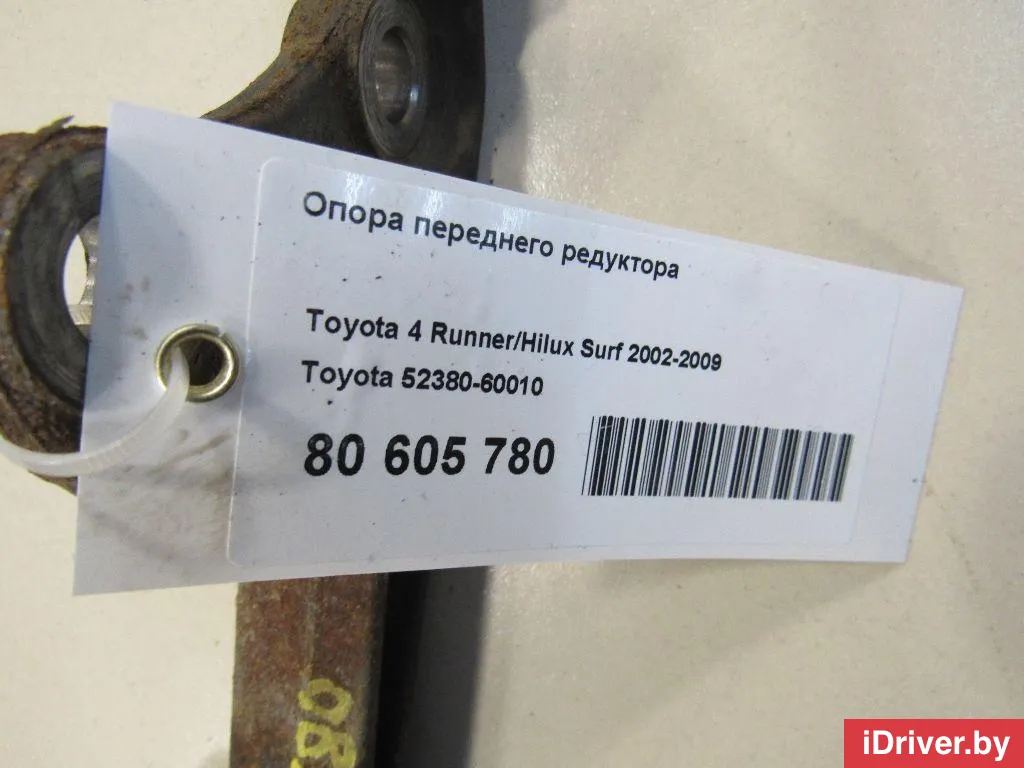 Опора переднего редуктора
Toyota 4 Runner/Hilux Surf 2002-2009
Toyota 52380-60010
80 605 780
iDriver.by